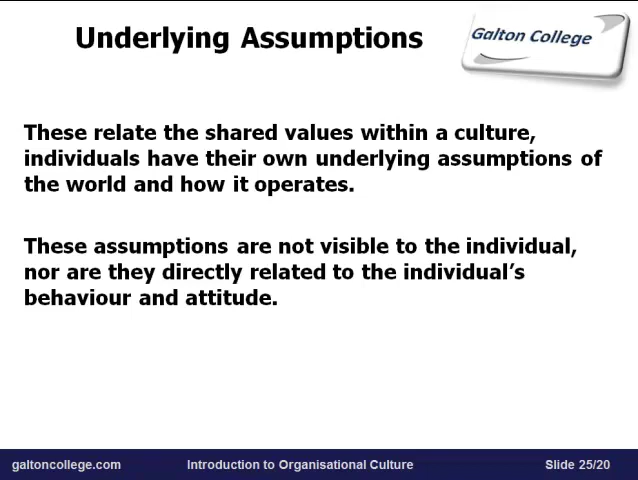 Underlying Assumptions
Galton College
These relate the shared values within a culture,
individuals have their own underlying assumptions of
the world and how it operates.
These assumptions are not visible to the individual,
nor are they directly related to the individual’s
behaviour and attitude.
galtoncollege.com
Introduction to Organisational Culture
Slide 25/20